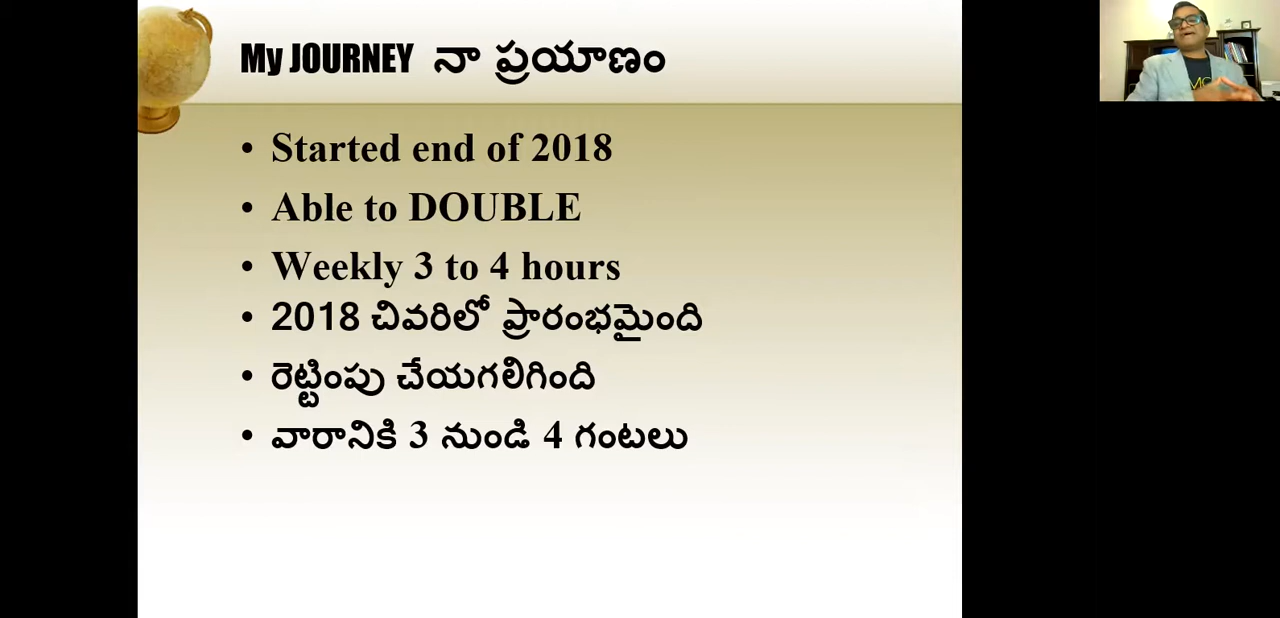 My JOURNEY నా ప్రయాణం
• Started end of 2018
• Able to DOUBLE
• Weekly 3 to 4 hours
• 2018 చివరిలో ప్రారంభమైంది
• రెట్టింపు చేయగలిగింది
• వారానికి 3 నుండి 4 గంటలు